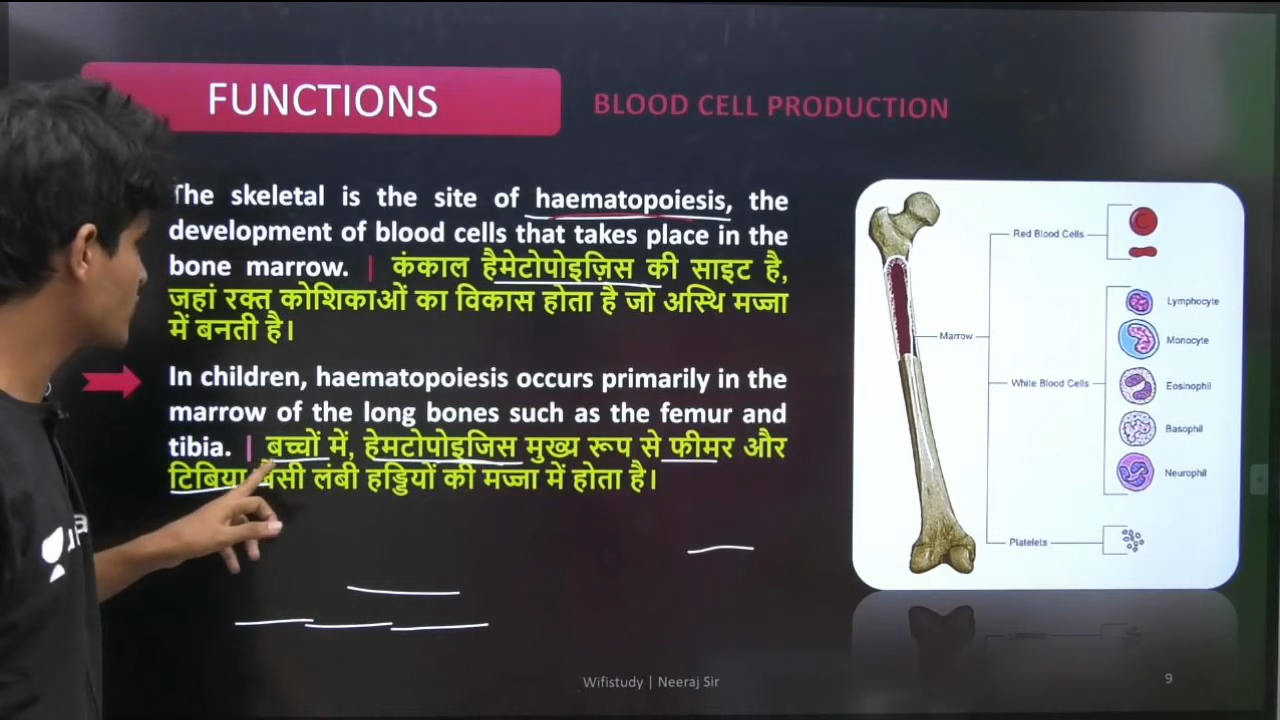 FUNCTIONS
BLOOD CELL PRODUCTION
The skeletal is the site of haematopoiesis, the
development of blood cells that takes place in the
bone marrow. | कंकाल हैमेटोपोइज़िस की साइट है,
जहां रक्त कोशिकाओं का विकास होता है जो अस्थि मज्जा
में बनती है।
In children, haematopoiesis occurs primarily in the
marrow of the long bones such as the femur and
tibia. | बच्चों में, हेमटोपोइजिस मुख्य रूप से फीमर और
टिबिया जैसी लंबी हड्डियों की मज्जा में होता है।
Red Blood Cells
Lymphocyte
Marrow
Monocyte
White Blood Cells
Eosinophil
Basophil
Neurophil
Platelets
Wifistudy | Neeraj Sir
9